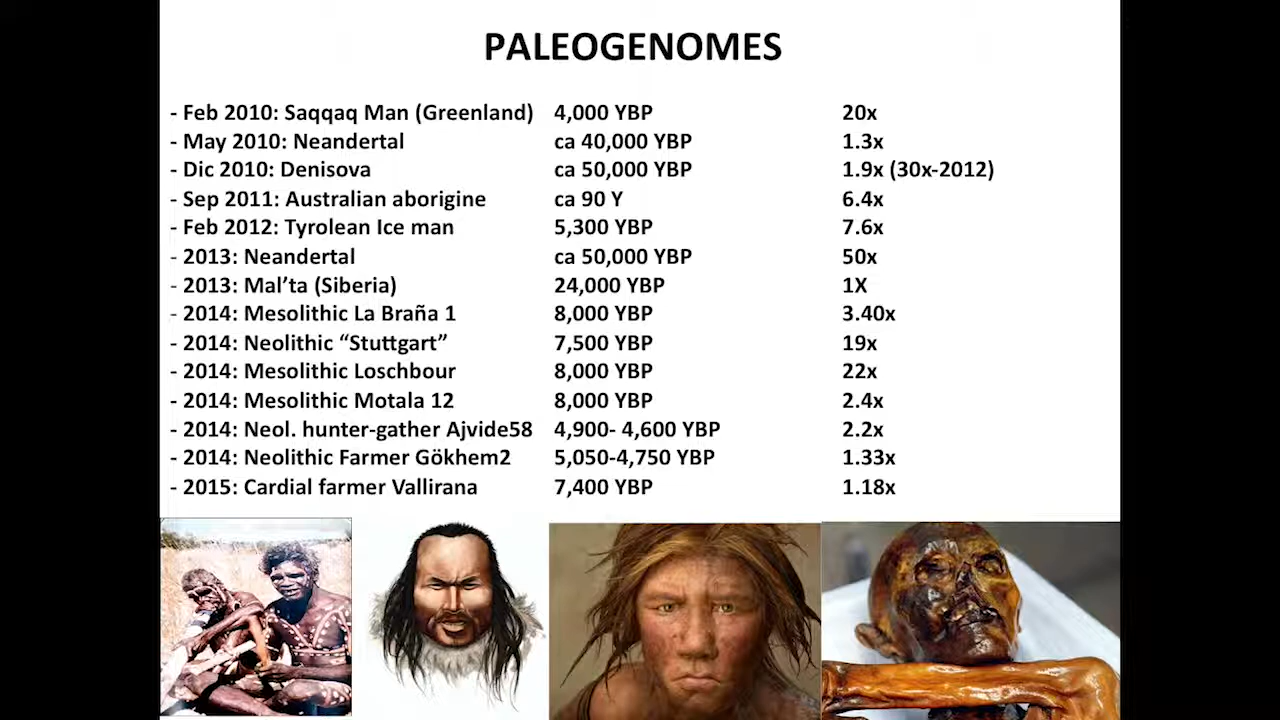 PALEOGENOMES
- Feb 2010: Saqqaq Man (Greenland) 4,000 YBP 20x
- May 2010: Neandertal ca 40,000 YBP 1.3x
- Dic 2010: Denisova ca 50,000 YBP 1.9x (30x-2012)
- Sep 2011: Australian aborigine ca 90 Y 6.4x
- Feb 2012: Tyrolean Ice man 5,300 YBP 7.6x
- 2013: Neandertal ca 50,000 YBP 50x
- 2013: Mal’ta (Siberia) 24,000 YBP 1X
- 2014: Mesolithic La Braña 1 8,000 YBP 3.40x
- 2014: Neolithic “Stuttgart” 7,500 YBP 19x
- 2014: Mesolithic Loschbour 8,000 YBP 22x
- 2014: Mesolithic Motala 12 8,000 YBP 2.4x
- 2014: Neol. hunter-gather Ajvide58 4,900- 4,600 YBP 2.2x
- 2014: Neolithic Farmer Gökhem2 5,050-4,750 YBP 1.33x
- 2015: Cardial farmer Vallirana 7,400 YBP 1.18x